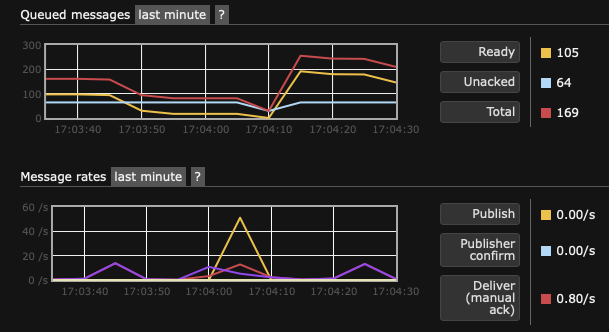 Queued messages last minute ?
300
200
100
0
17:03:40 17:03:50 17:04:00 17:04:10 17:04:20 17:04:30
Ready 105
Unacked 64
Total 169
Message rates last minute ?
60 /s
40 /s
20 /s
0 /s
17:03:40 17:03:50 17:04:00 17:04:10 17:04:20 17:04:30
Publish 0.00/s
Publisher
confirm 0.00/s
Deliver
(manual
ack) 0.80/s